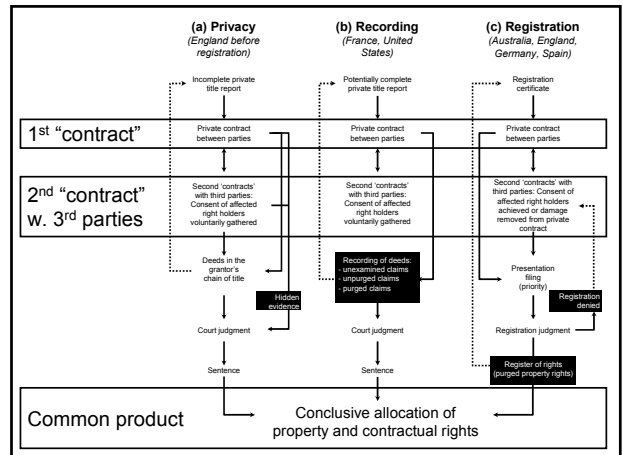 (a) Privacy
(England before
registration)
(b) Recording
(France, United
States)
(c) Registration
(Australia, England,
Germany, Spain)
Incomplete private
title report
Potentially complete
private title report
Registration
certificate
1st “contract”
Private contract
between parties
Private contract
between parties
Private contract
between parties
2nd “contract”
w. 3rd parties
Second ‘contracts’ with
third parties: Consent of
affected right
holders
voluntarily gathered
Second ‘contracts’ with
third parties: Consent of
affected right
holders
voluntarily gathered
Second ‘contracts’ with
third parties: Consent of
affected right holders
achieved or damage
removed from private
contract
Deeds in the
grantor’s
chain of title
Hidden
evidence
Recording of deeds:
- unexamined claims
- unpurged claims
- purged claims
Presentation
filing
(priority)
Registration
denied
Court judgment
Court judgment
Registration judgment
Sentence
Sentence
Register of rights
(purged property rights)
Common product
Conclusive allocation of
property and contractual rights